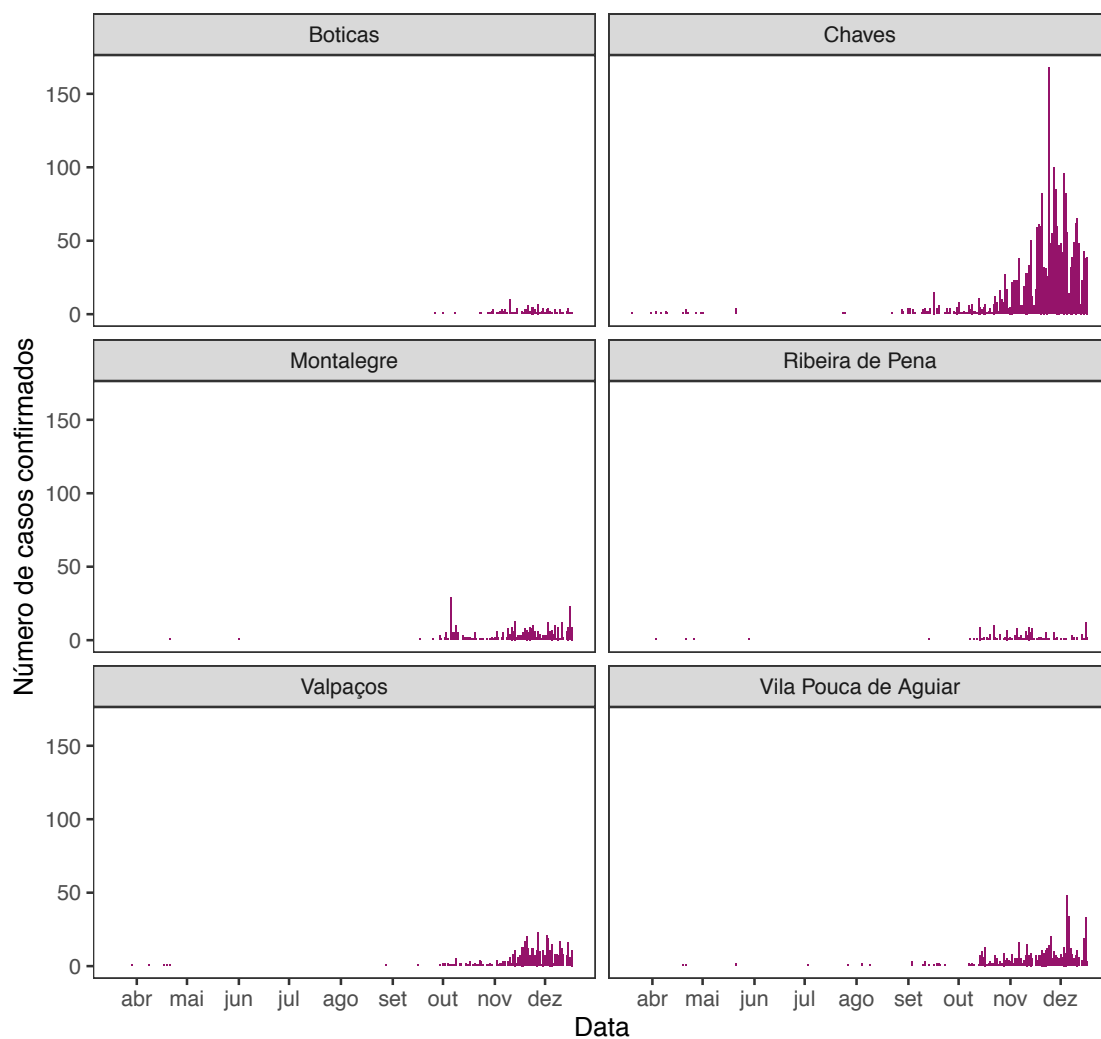 Boticas
Chaves
150
100
50
0
Montalegre
Ribeira de Pena
150
100
50
0
Valpaços
Vila Pouca de Aguiar
150
100
50
0
abr mai jun jul ago set out nov dez
abr mai jun jul ago set out nov dez
Data
Número de casos confirmados